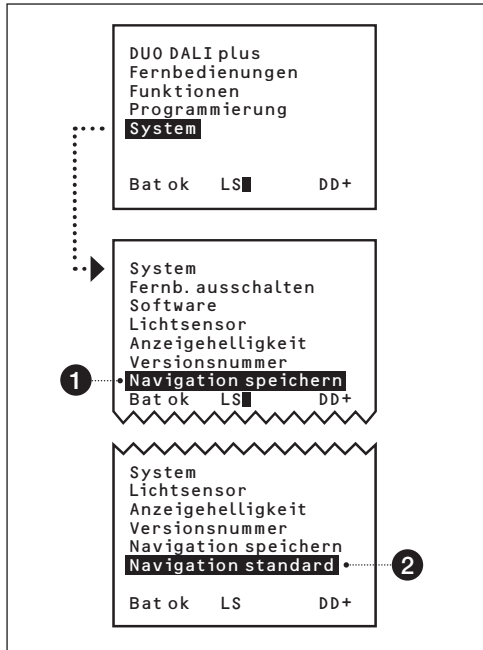 DUO DALI plus
Fernbedienungen
Funktionen
Programmierung
System
Bat ok LS DD+
System
Fernb. ausschalten
Software
Lichtsensor
Anzeigehelligkeit
Versionsnummer
1 Navigation speichern
Bat ok LS DD+
System
Lichtsensor
Anzeigehelligkeit
Versionsnummer
Navigation speichern
Navigation standard 2
Bat ok LS DD+